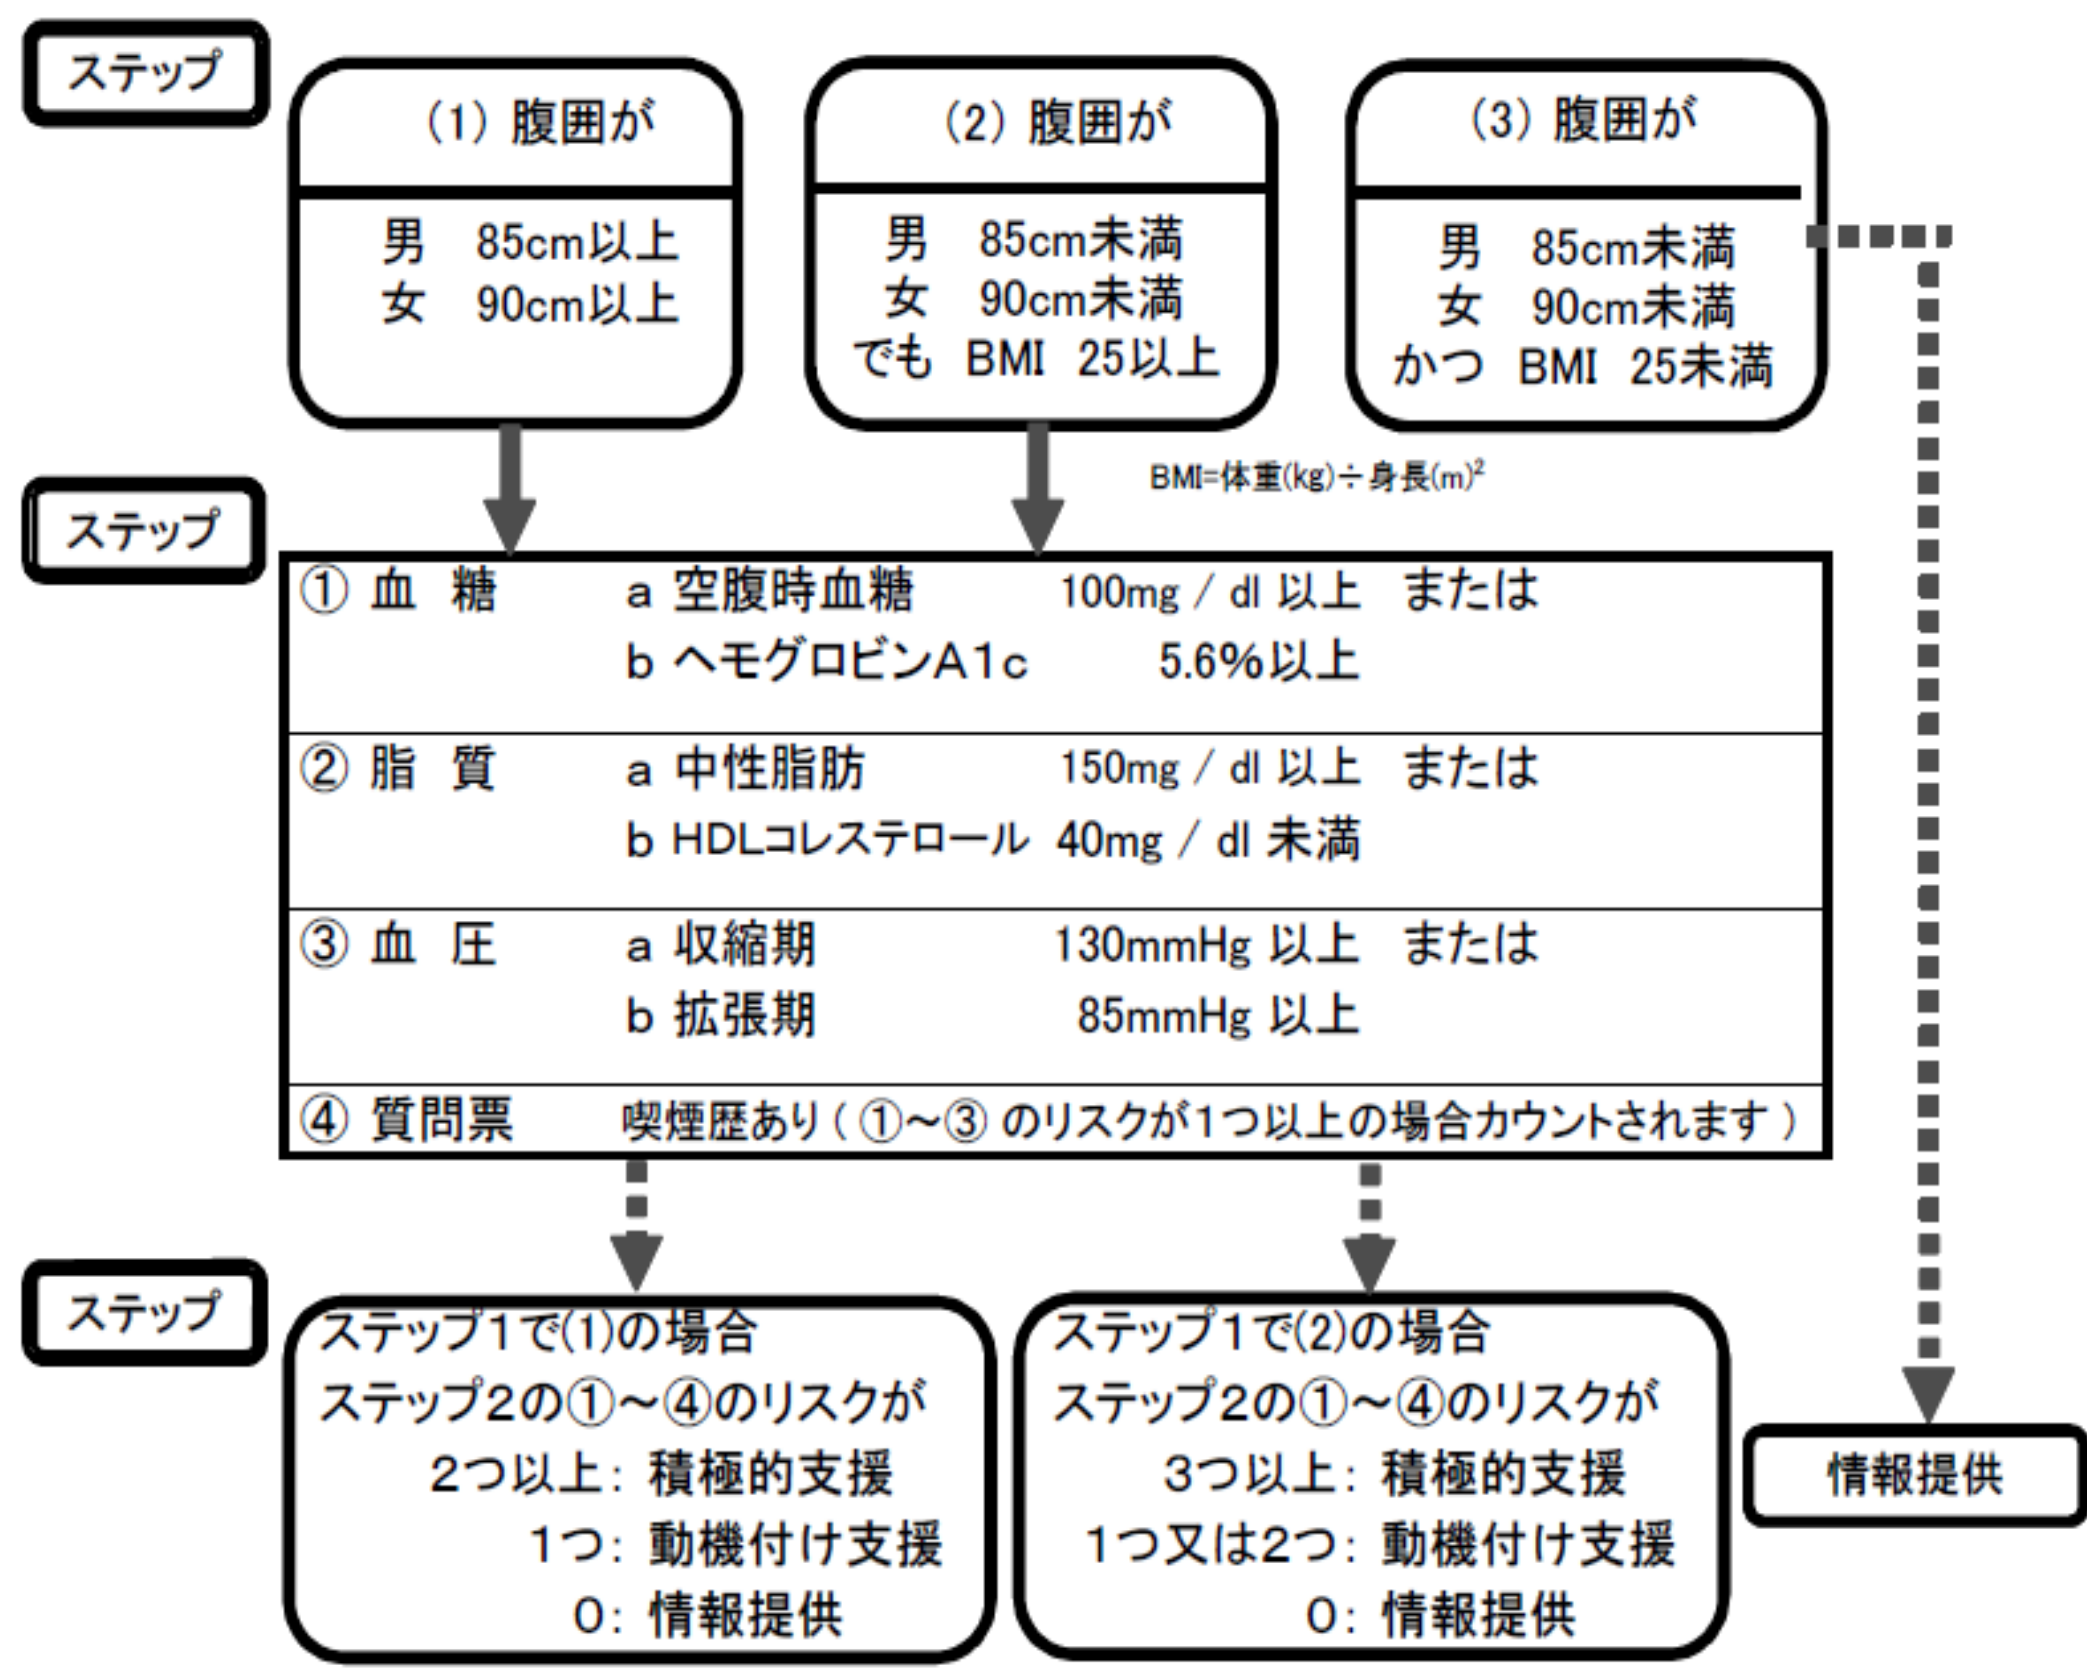 ステップ
(1) 腹囲が
男 85cm以上
女 90cm以上
(2) 腹囲が
男 85cm未満
女 90cm未満
でも BMI 25以上
(3) 腹囲が
男 85cm未満
女 90cm未満
かつ BMI 25未満
BMI=体重(kg)÷身長(m)²
ステップ
① 血 糖 a 空腹時血糖 100mg / dl 以上 または
b ヘモグロビンA1c 5.6%以上
② 脂 質 a 中性脂肪 150mg / dl 以上 または
b HDLコレステロール 40mg / dl 未満
③ 血 圧 a 収縮期 130mmHg 以上 または
b 拡張期 85mmHg 以上
④ 質問票 喫煙歴あり ( ①～③ のリスクが1つ以上の場合カウントされます )
ステップ
ステップ1で(1)の場合
ステップ2の①～④のリスクが
2つ以上: 積極的支援
1つ: 動機付け支援
0: 情報提供
ステップ1で(2)の場合
ステップ2の①～④のリスクが
3つ以上: 積極的支援
1つ又は2つ: 動機付け支援
0: 情報提供
情報提供